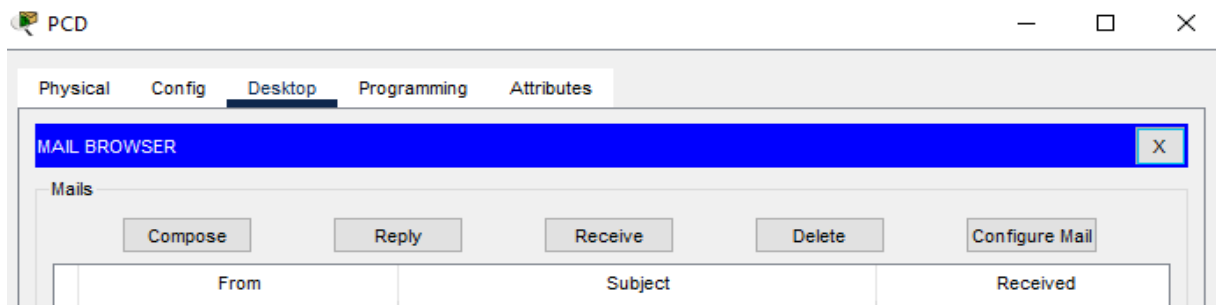 PCD
Physical Config Desktop Programming Attributes
MAIL BROWSER X
Mails
Compose Reply Receive Delete Configure Mail
From Subject Received